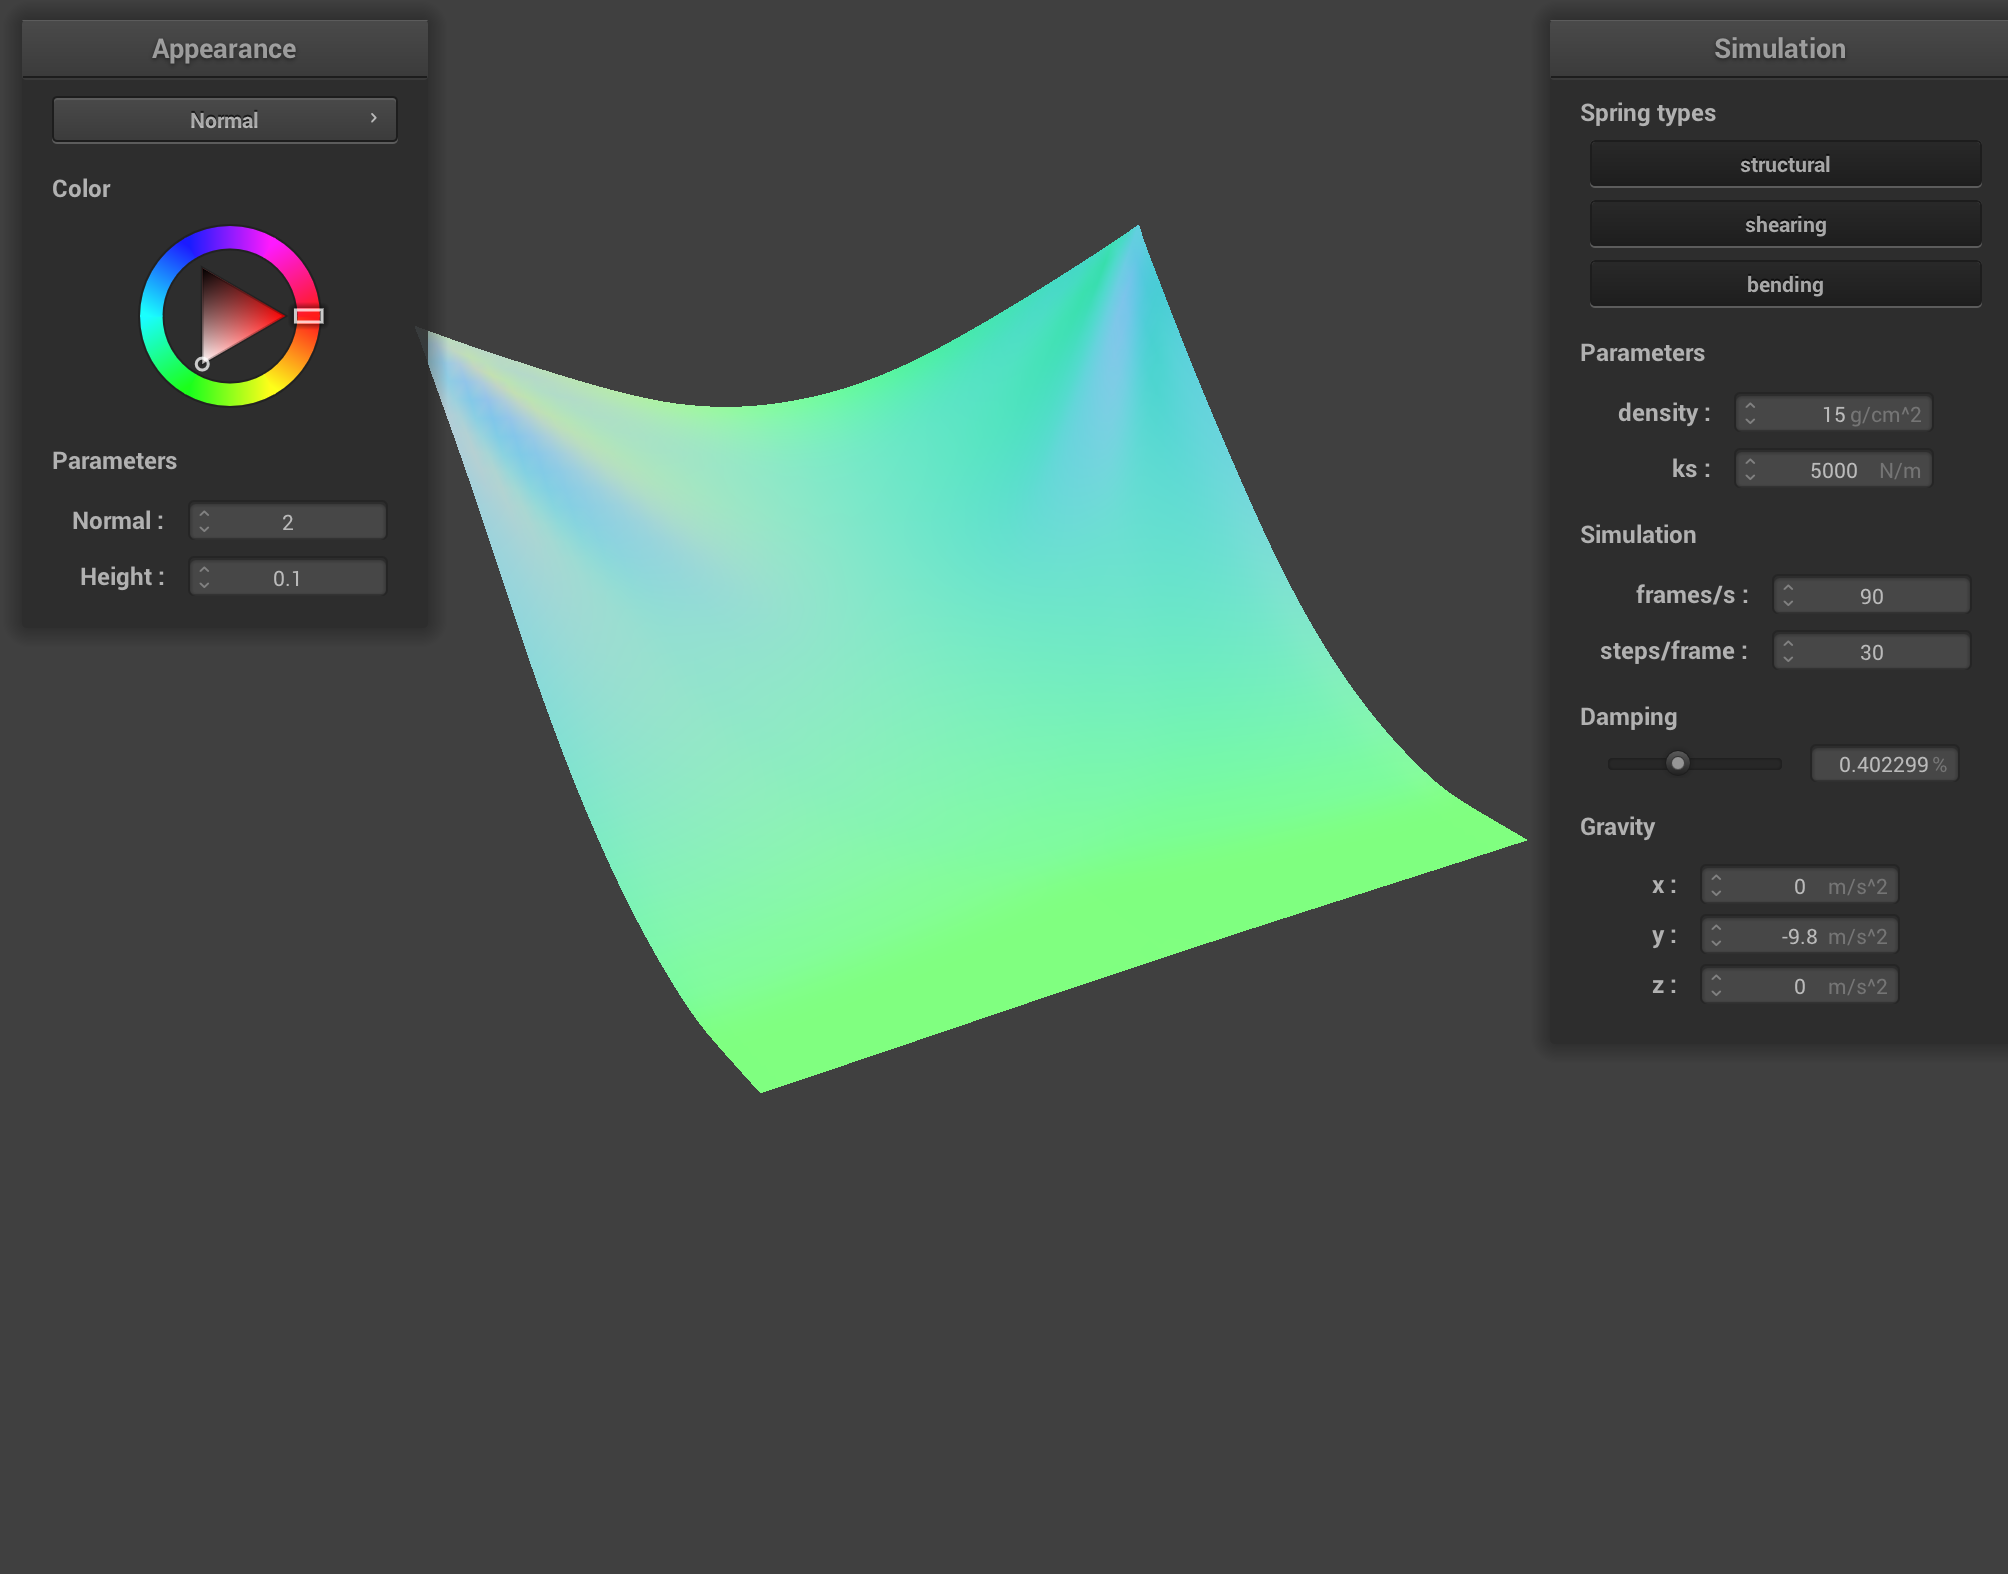 Appearance
Normal
Color
Parameters
Normal : 2
Height : 0.1
Simulation
Spring types
structural
shearing
bending
Parameters
density : 15 g/cm^2
ks : 5000 N/m
Simulation
frames/s : 90
steps/frame : 30
Damping
0.402299 %
Gravity
x : 0 m/s^2
y : -9.8 m/s^2
z : 0 m/s^2